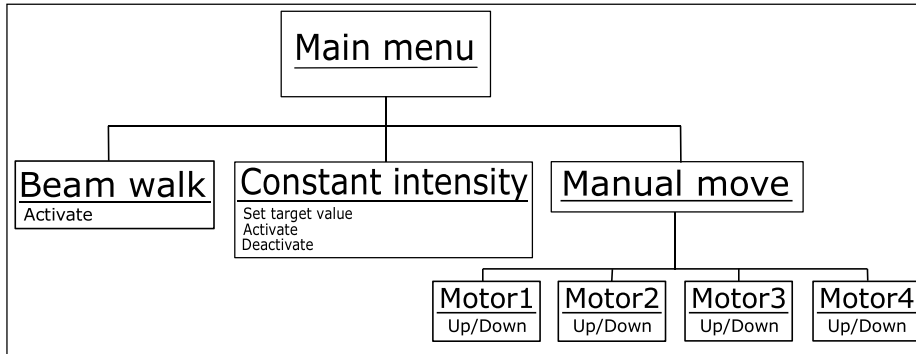 Main menu
Beam walk
Activate
Constant intensity
Set target value
Activate
Deactivate
Manual move
Motor1
Up/Down
Motor2
Up/Down
Motor3
Up/Down
Motor4
Up/Down